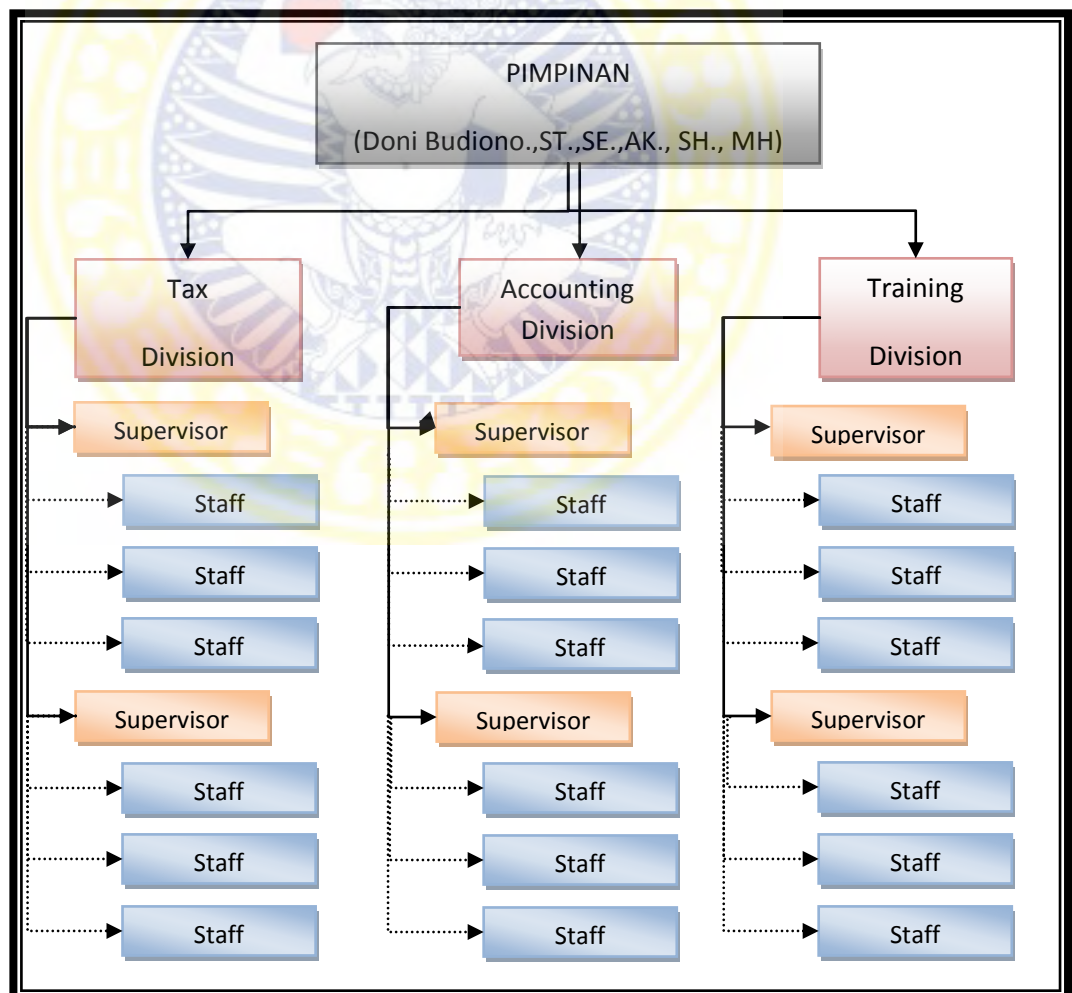 PIMPINAN
(Doni Budiono.,ST.,SE.,AK., SH., MH)
Tax
Division
Supervisor
Staff
Staff
Staff
Supervisor
Staff
Staff
Staff
Accounting
Division
Supervisor
Staff
Staff
Staff
Supervisor
Staff
Staff
Staff
Training
Division
Supervisor
Staff
Staff
Staff
Supervisor
Staff
Staff
Staff